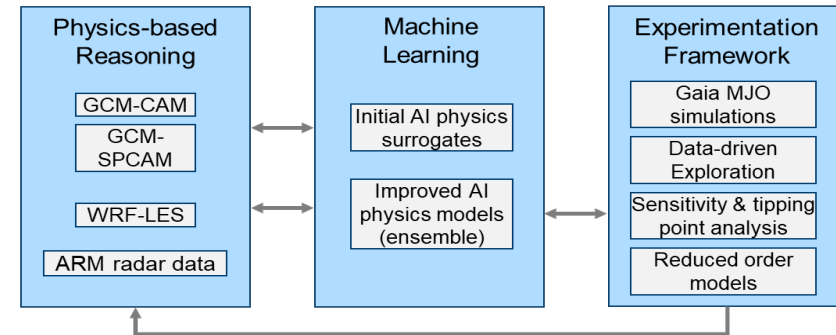 Physics-based
Reasoning
GCM-CAM
GCM-
SPCAM
WRF-LES
ARM radar data
Machine
Learning
Initial AI physics
surrogates
Improved AI
physics models
(ensemble)
Experimentation
Framework
Gaia MJO
simulations
Data-driven
Exploration
Sensitivity & tipping
point analysis
Reduced order
models